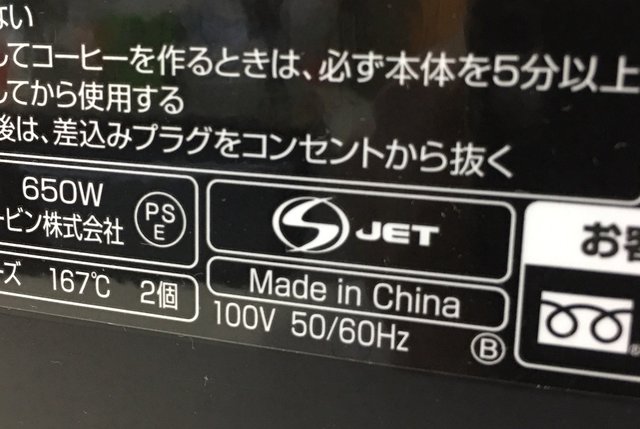 ない
してコーヒーを作るときは、必ず本体を5分以上
してから使用する
後は、差込みプラグをコンセントから抜く
650W
ービン株式会社
PS
E
ーズ 167℃ 2個
S JET
Made in China
100V 50/60Hz
B
お客